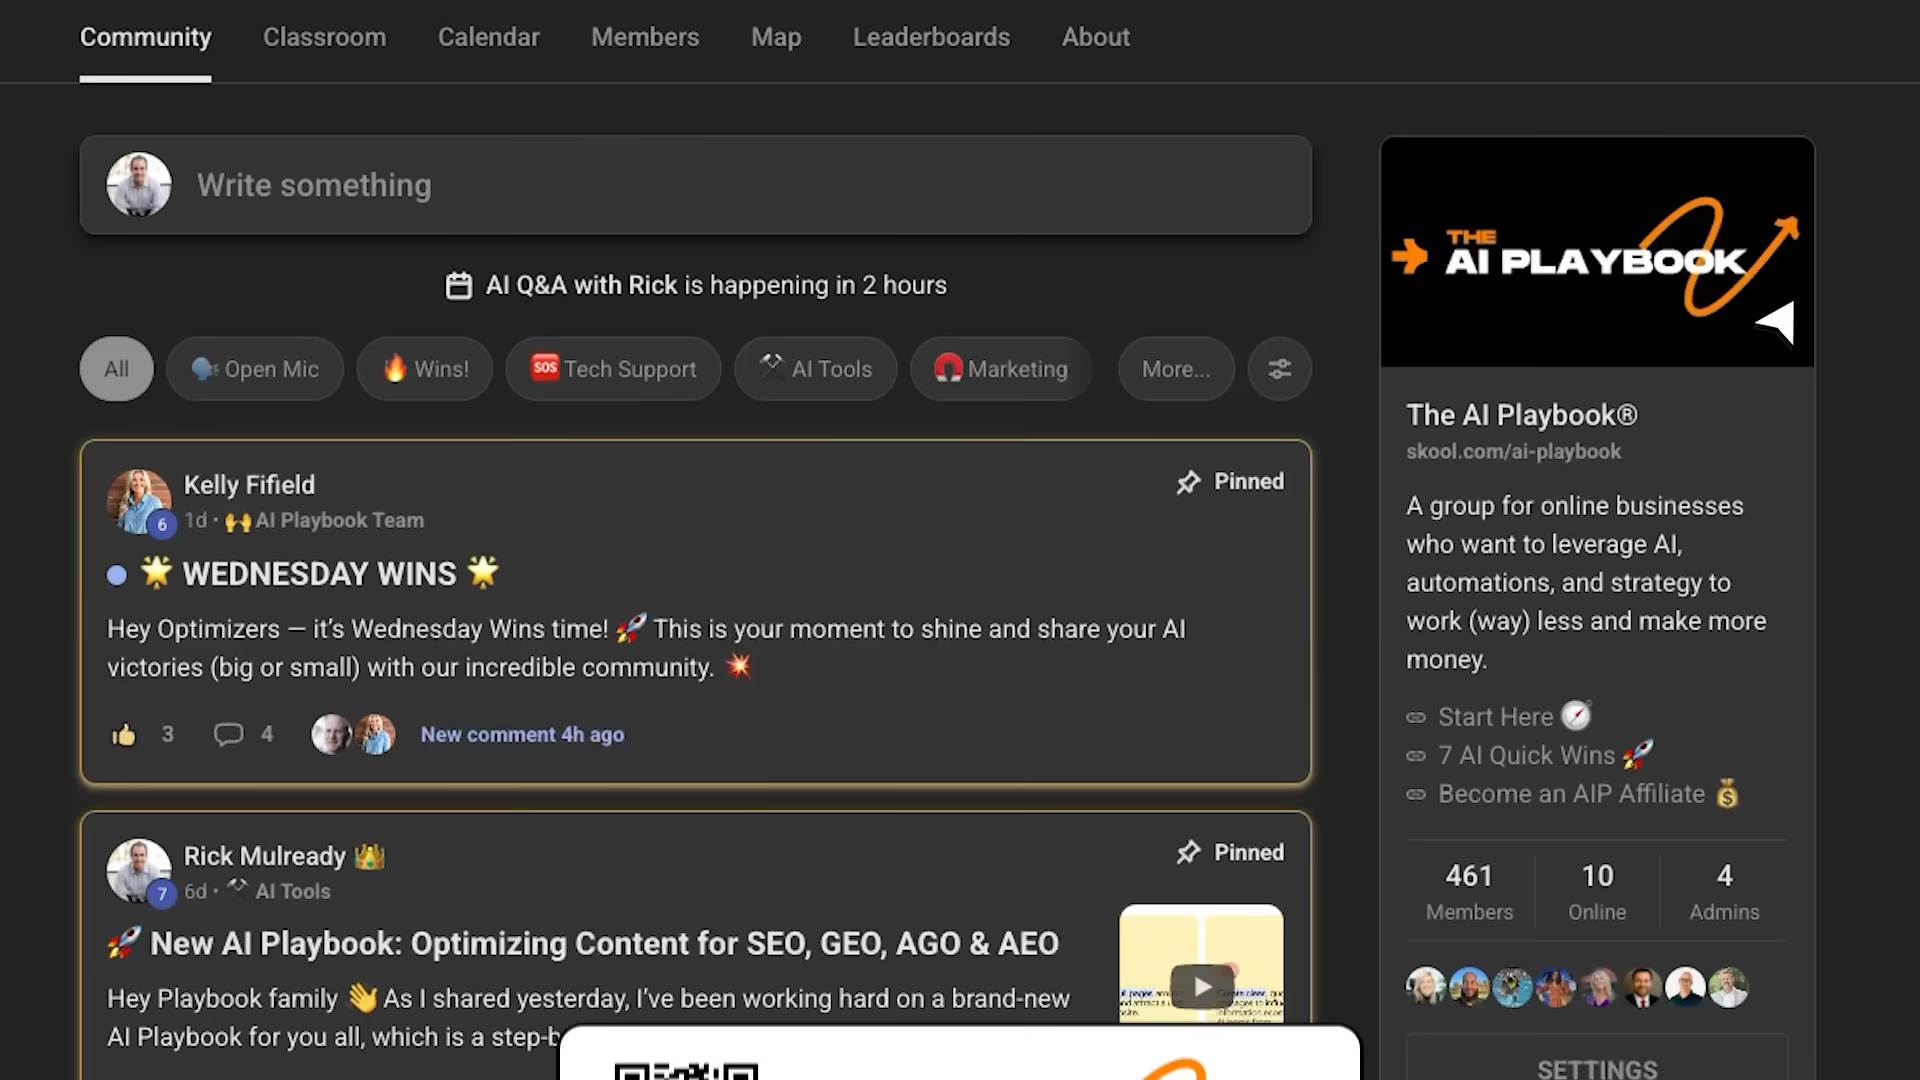 Community Classroom Calendar Members Map Leaderboards About
Write something
AI Q&A with Rick is happening in 2 hours
All 🗣️ Open Mic 🔥 Wins! 🆘 Tech Support ⚒️ AI Tools 🧲 Marketing More...
Kelly Fifield
Pinned
6 1d · 🙌 AI Playbook Team
🌟 WEDNESDAY WINS 🌟
Hey Optimizers — it's Wednesday Wins time! 🚀 This is your moment to shine and share your AI
victories (big or small) with our incredible community. 💥
3 4 New comment 4h ago
Rick Mulready 👑
Pinned
7 6d · ⚒️ AI Tools
🚀 New AI Playbook: Optimizing Content for SEO, GEO, AGO & AEO
Hey Playbook family 👋 As I shared yesterday, I've been working hard on a brand-new
AI Playbook for you all, which is a step-b
THE
AI PLAYBOOK
The AI Playbook®
skool.com/ai-playbook
A group for online businesses
who want to leverage AI,
automations, and strategy to
work (way) less and make more
money.
Start Here 🧭
7 AI Quick Wins 🚀
Become an AIP Affiliate 💰
461 10 4
Members Online Admins
SETTINGS